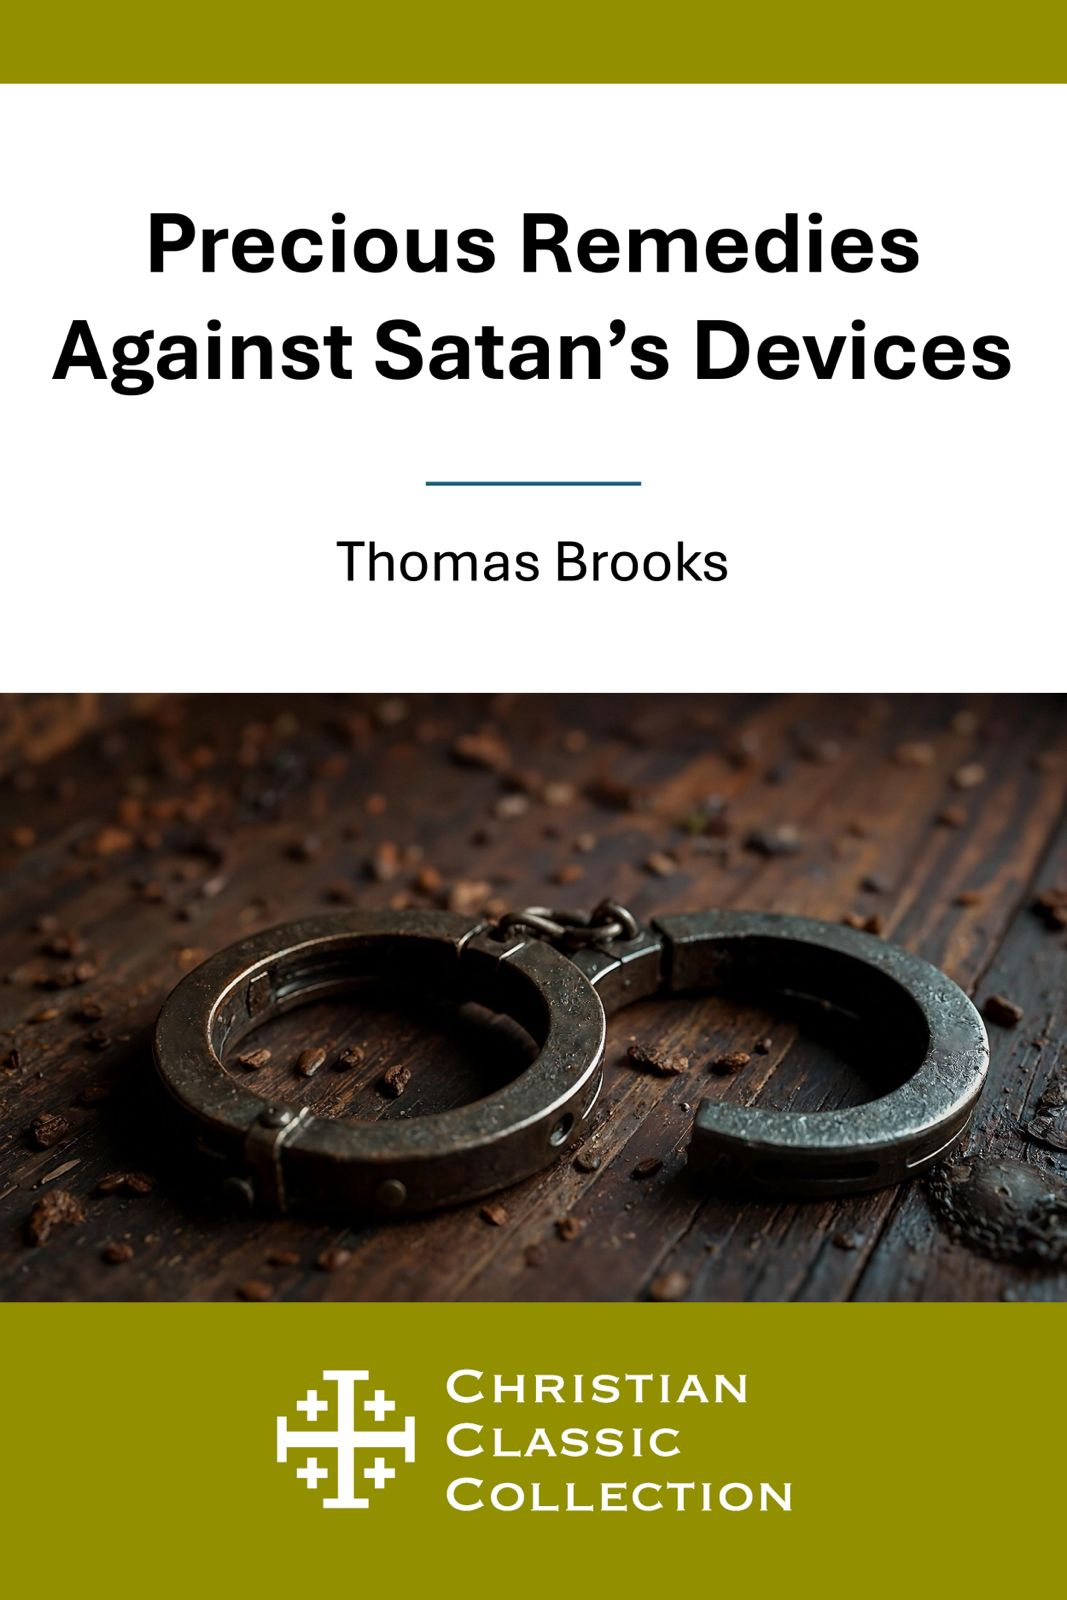 Precious Remedies
Against Satan’s Devices
Thomas Brooks
Christian
Classic
Collection